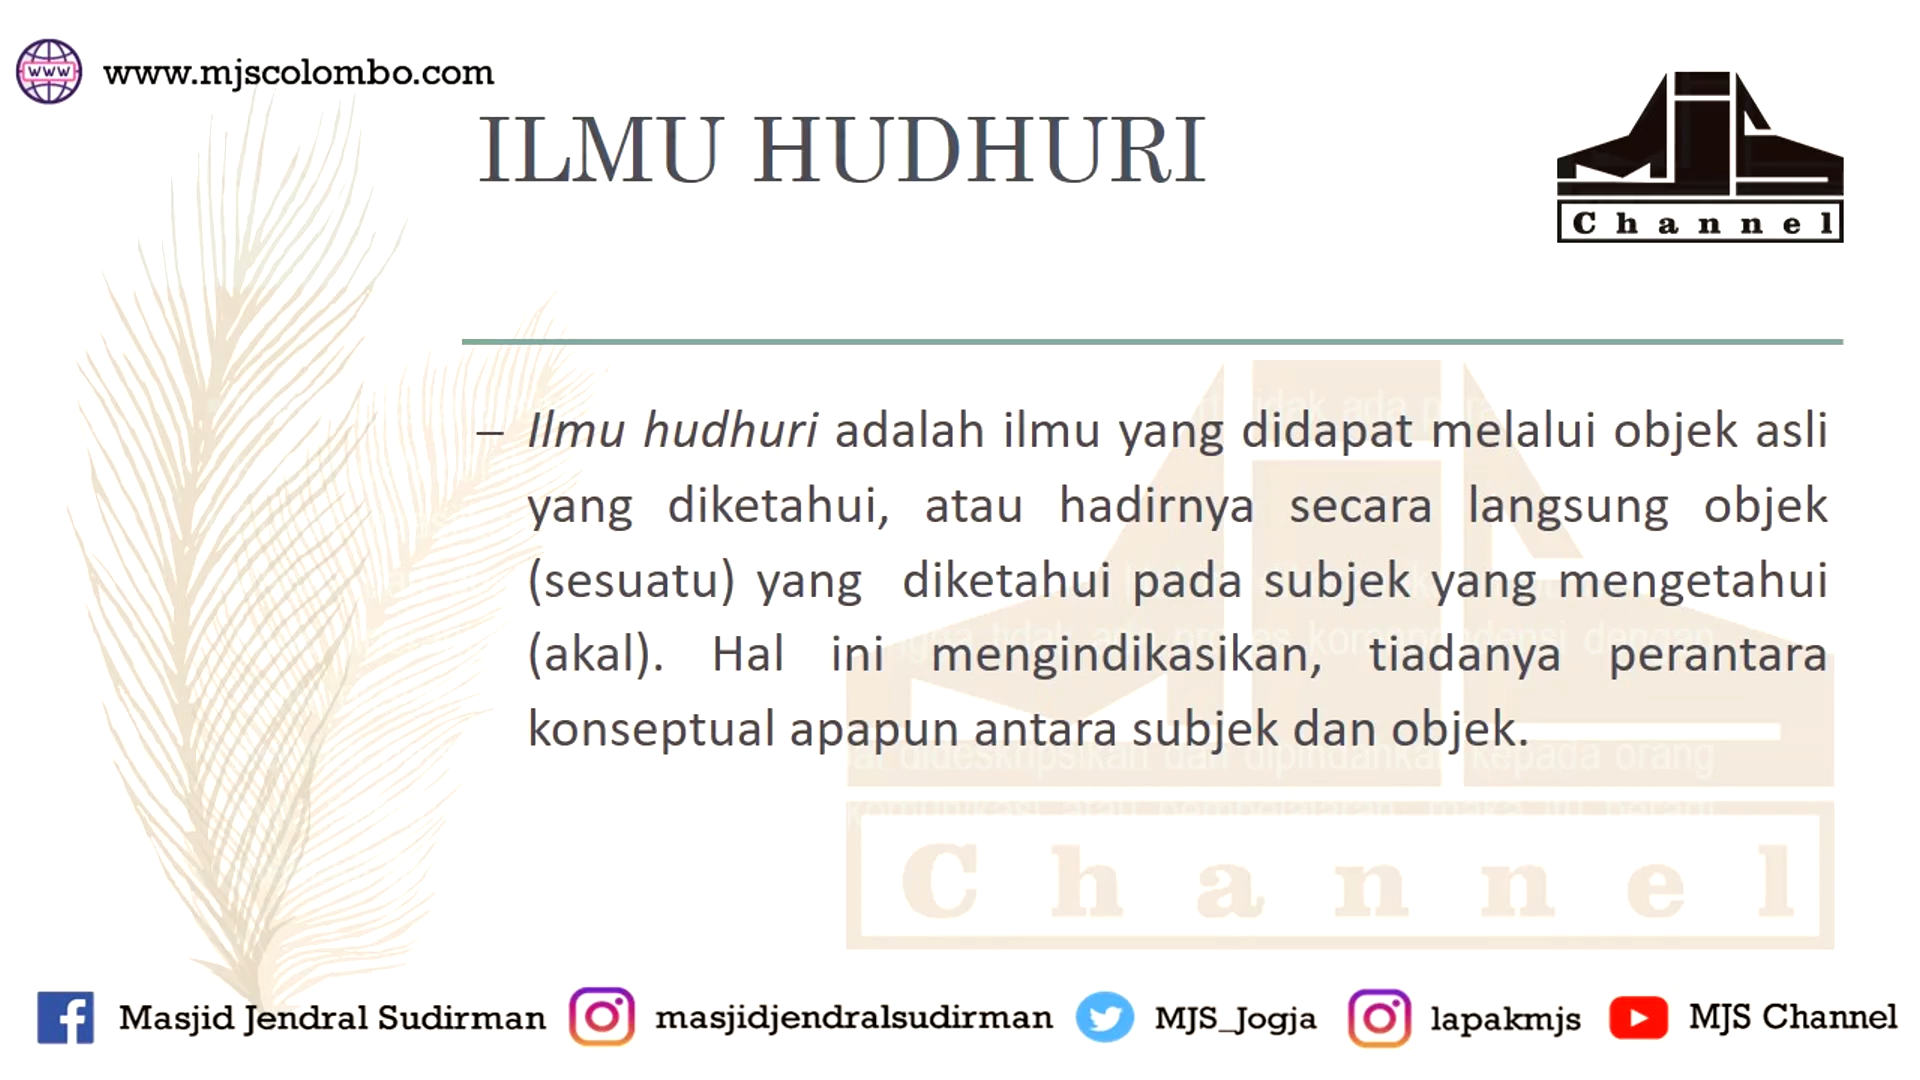 www
www.mjscolombo.com
ILMU HUDHURI
MJS
Channel
– Ilmu hudhuri adalah ilmu yang didapat melalui objek asli
yang diketahui, atau hadirnya secara langsung objek
(sesuatu) yang diketahui pada subjek yang mengetahui
(akal). Hal ini mengindikasikan, tiadanya perantara
konseptual apapun antara subjek dan objek.
Channel
Masjid Jendral Sudirman masjidjendralsudirman MJS_Jogja lapakmjs MJS Channel